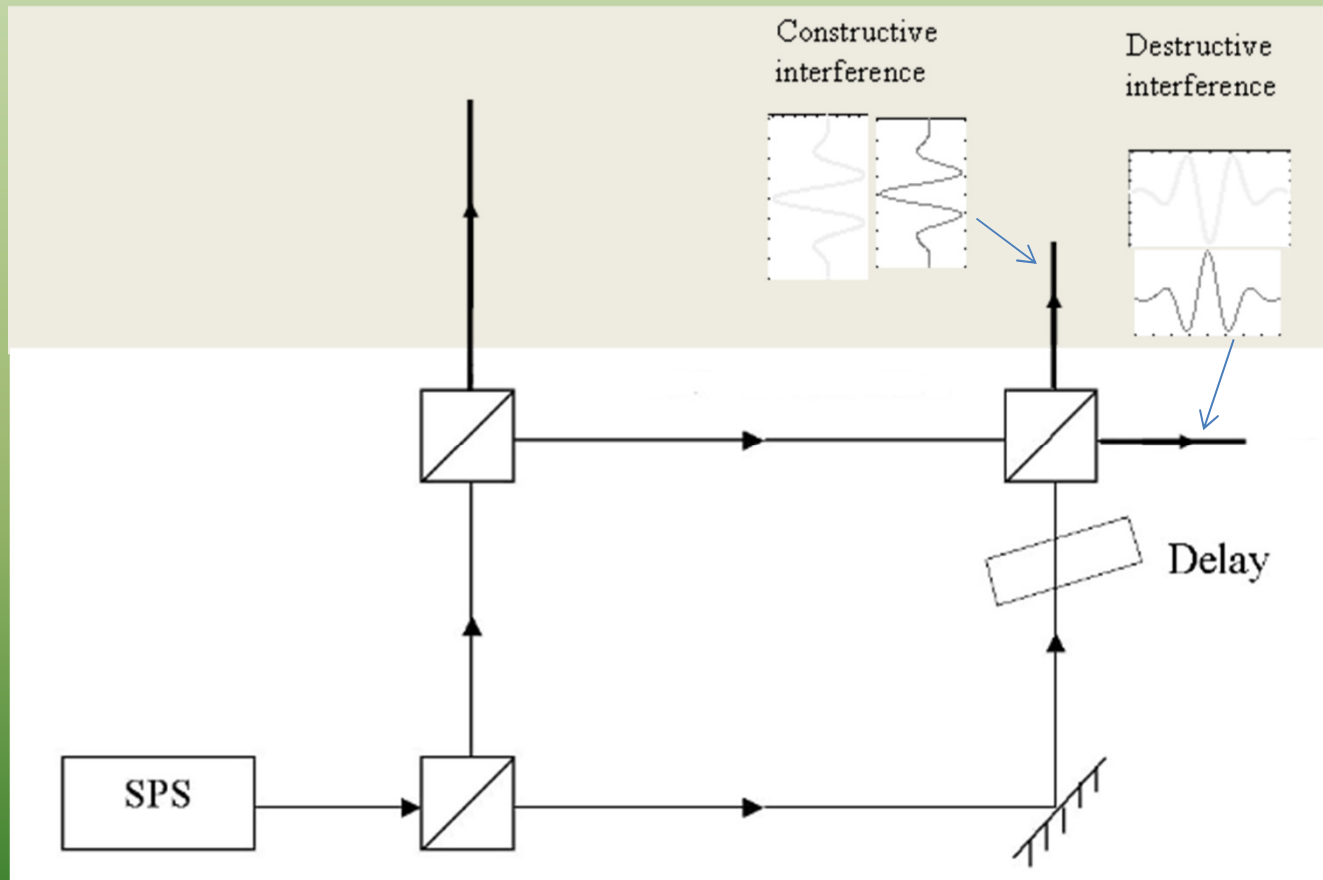 Constructive
interference
Destructive
interference
Delay
SPS